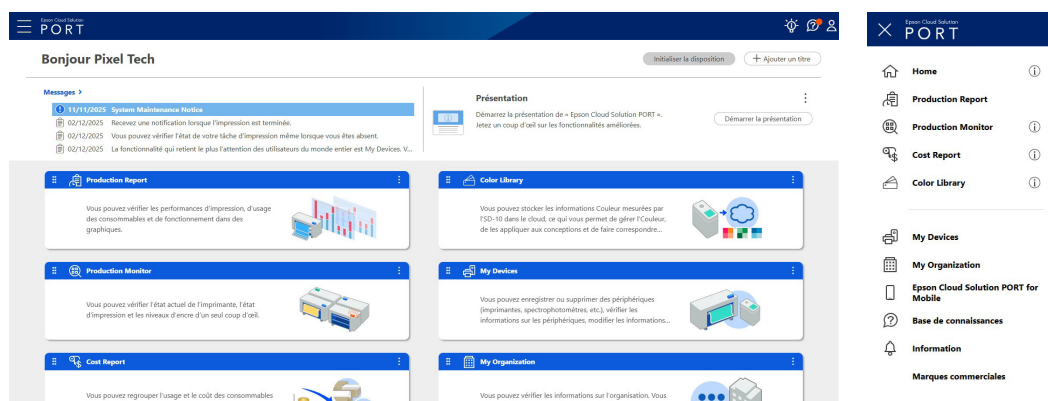 Epson Cloud Solution
PORT
Bonjour Pixel Tech
Initialiser la disposition
+ Ajouter un titre
Messages >
11/11/2025 System Maintenance Notice
02/12/2025 Recevez une notification lorsque l'impression est terminée.
02/12/2025 Vous pouvez vérifier l'état de votre tâche d'impression même lorsque vous êtes absent.
02/12/2025 La fonctionnalité qui retient le plus l'attention des utilisateurs du monde entier est My Devices. V...
Présentation
Démarrez la présentation de « Epson Cloud Solution PORT ».
Jetez un coup d'œil sur les fonctionnalités améliorées.
Démarrer la présentation
Production Report
Vous pouvez vérifier les performances d'impression, d'usage
des consommables et de fonctionnement dans des
graphiques.
Color Library
Vous pouvez stocker les informations Couleur mesurées par
l'SD-10 dans le cloud, ce qui vous permet de gérer l'Couleur,
de les appliquer aux conceptions et de faire correspondre...
Production Monitor
Vous pouvez vérifier l'état actuel de l'imprimante, l'état
d'impression et les niveaux d'encre d'un seul coup d'œil.
My Devices
Vous pouvez enregistrer ou supprimer des périphériques
(imprimantes, spectrophotomètres, etc.), vérifier les
informations sur les périphériques, modifier les informations...
Cost Report
Vous pouvez regrouper l'usage et le coût des consommables
My Organization
Vous pouvez vérifier les informations sur l'organisation. Vous
Epson Cloud Solution
PORT
Home
Production Report
Production Monitor
Cost Report
Color Library
My Devices
My Organization
Epson Cloud Solution PORT for
Mobile
Base de connaissances
Information
Marques commerciales